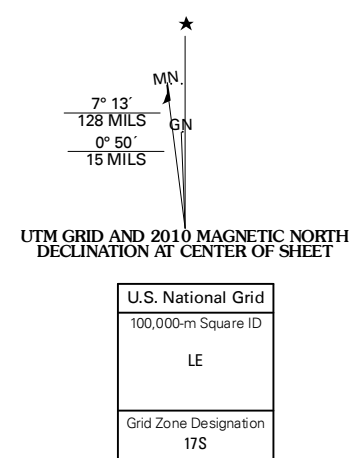 ★
MN
7° 13´
128 MILS
GN
0° 50´
15 MILS
UTM GRID AND 2010 MAGNETIC NORTH
DECLINATION AT CENTER OF SHEET
U.S. National Grid
100,000-m Square ID
LE
Grid Zone Designation
17S